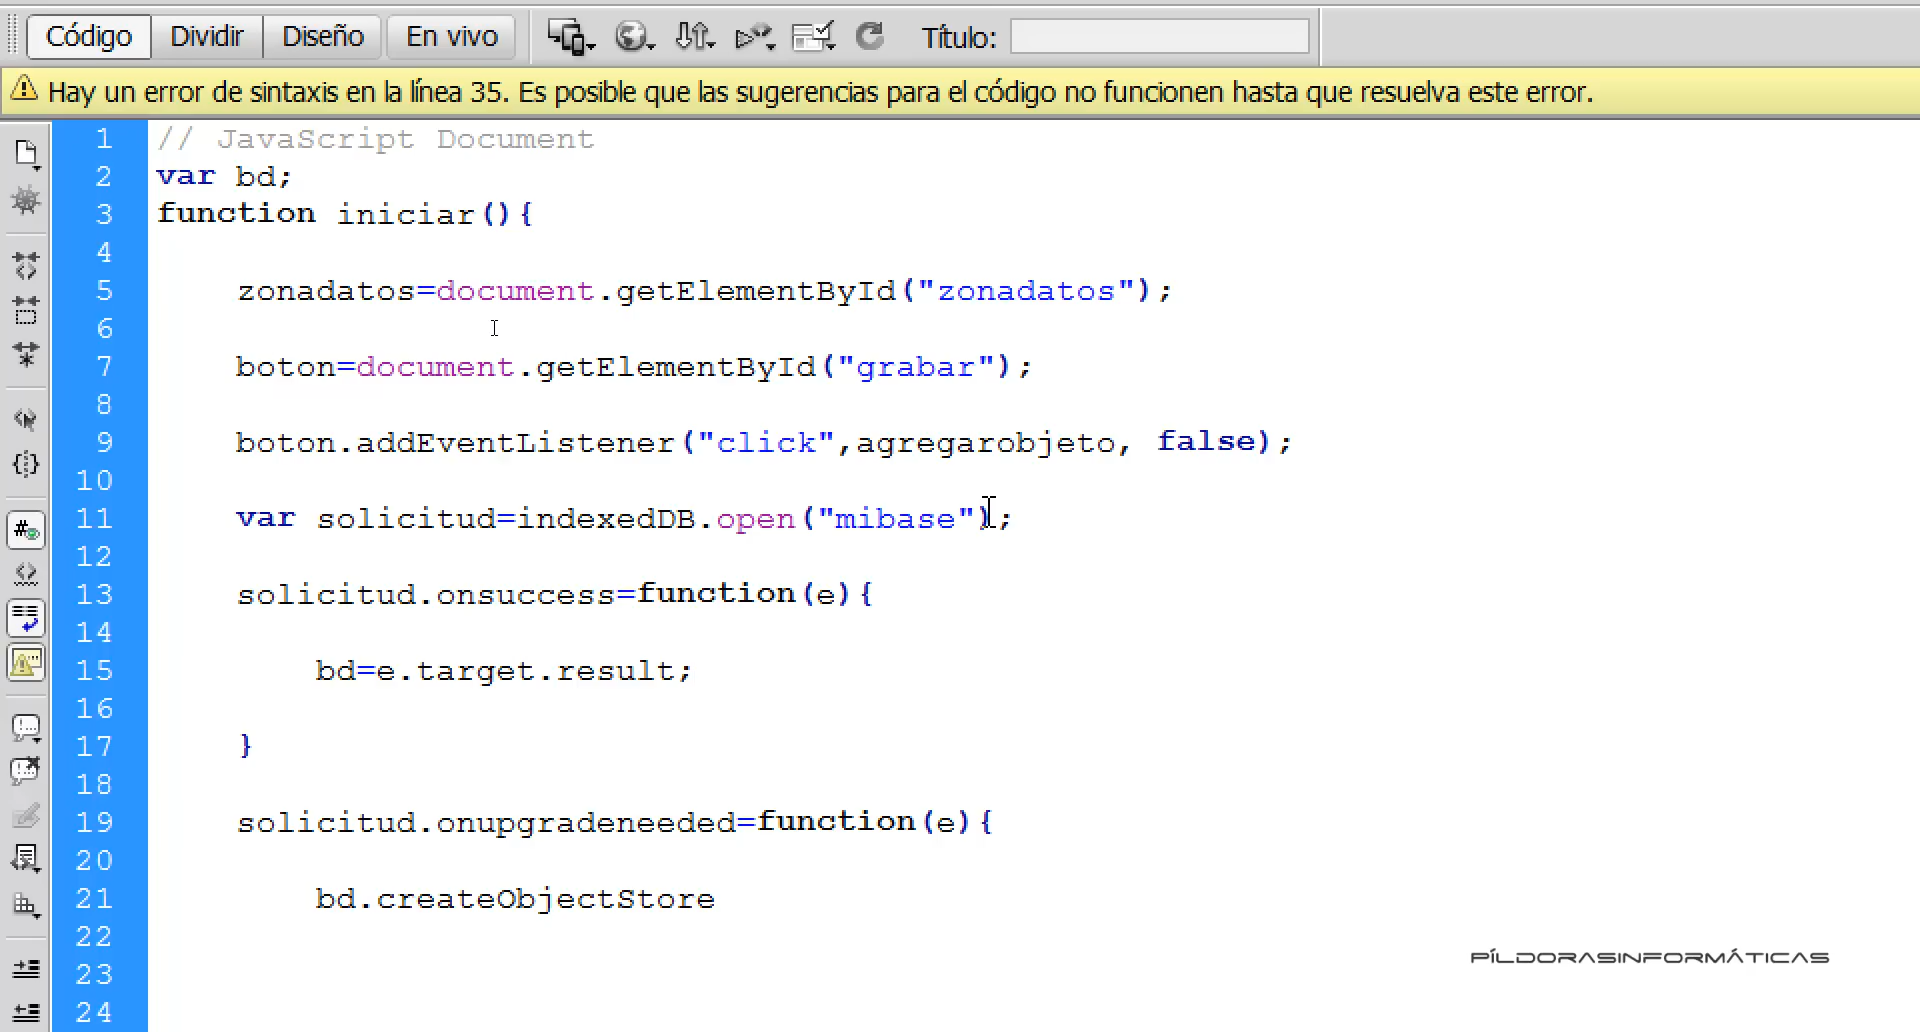 Código Dividir Diseño En vivo Título:
Hay un error de sintaxis en la línea 35. Es posible que las sugerencias para el código no funcionen hasta que resuelva este error.
1 // JavaScript Document
2 var bd;
3 function iniciar(){
4
5 zonadatos=document.getElementById("zonadatos");
6
7 boton=document.getElementById("grabar");
8
9 boton.addEventListener("click",agregarobjeto, false);
10
11 var solicitud=indexedDB.open("mibase");
12
13 solicitud.onsuccess=function(e){
14
15 bd=e.target.result;
16
17 }
18
19 solicitud.onupgradeneeded=function(e){
20
21 bd.createObjectStore
22
23
24
PÍLDORASINFORMÁTICAS